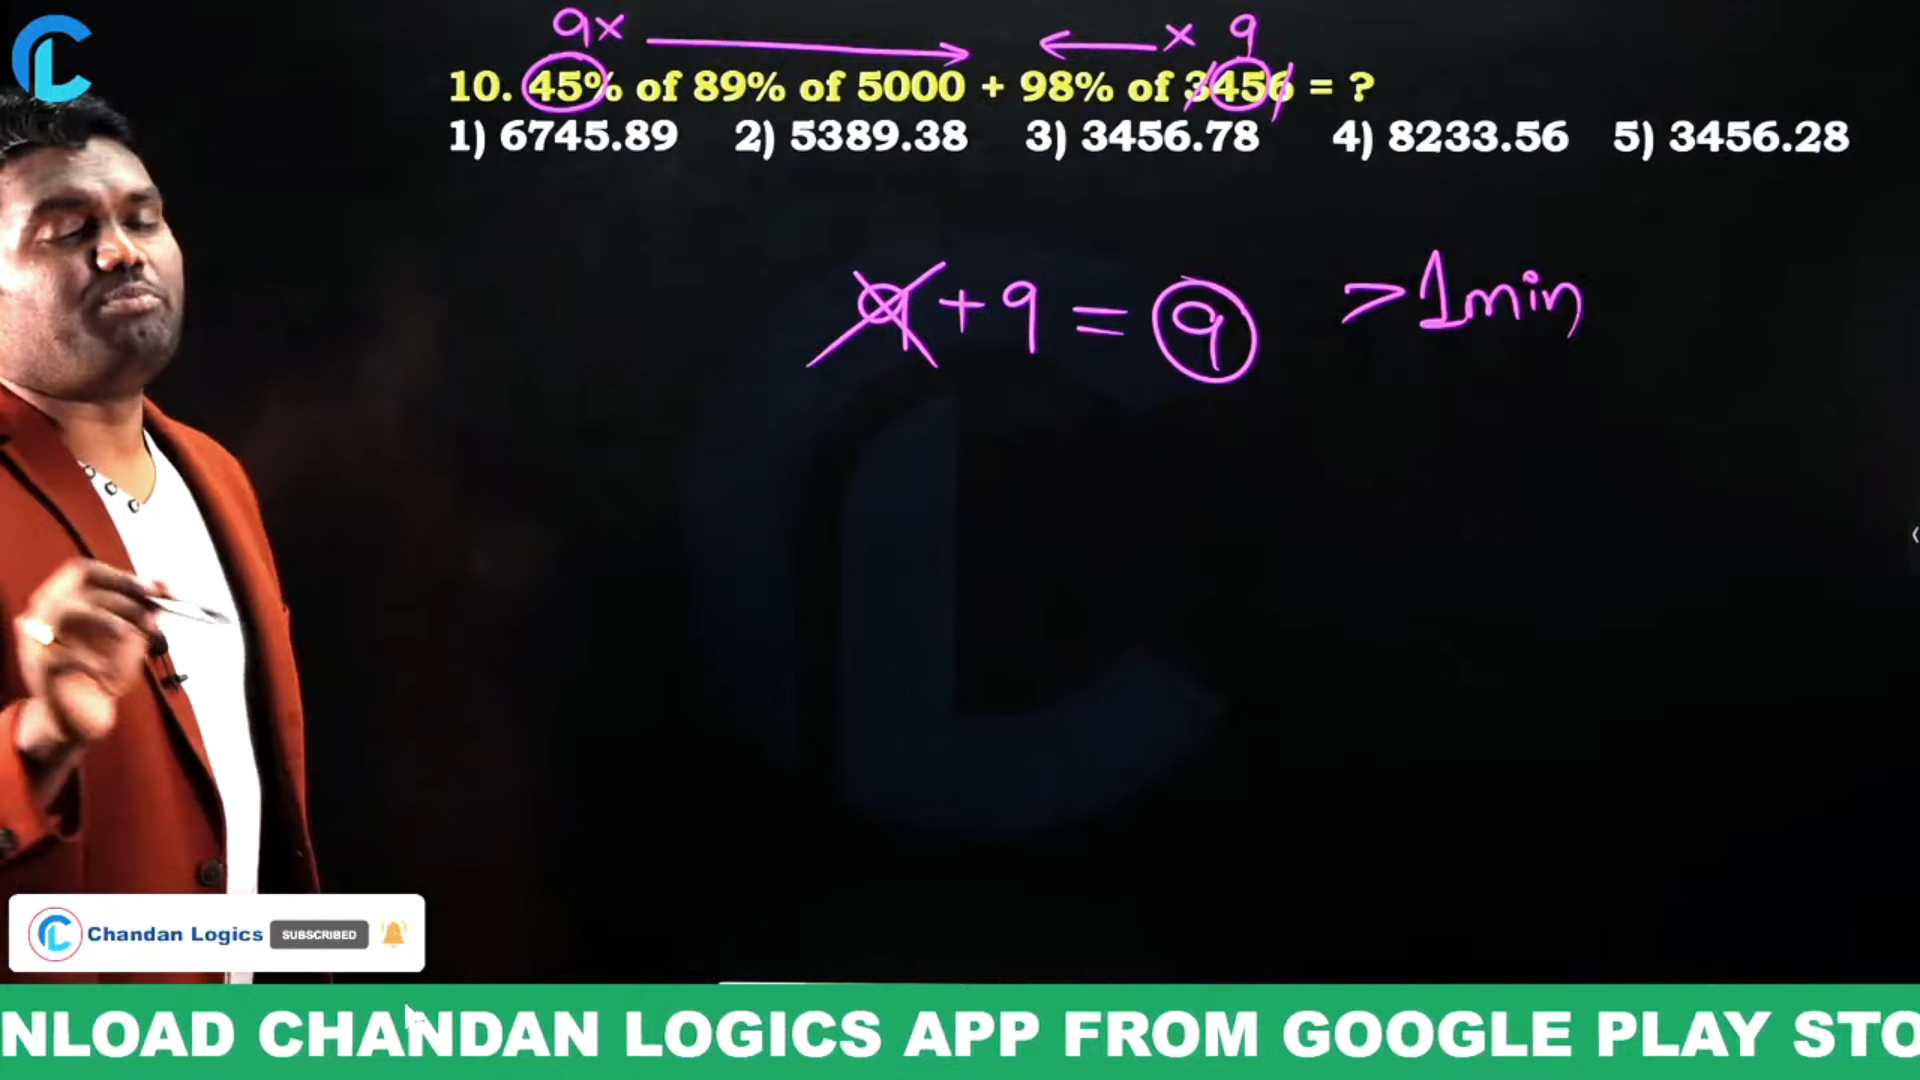 9x x 9
10. 45% of 89% of 5000 + 98% of 3456 = ?
1) 6745.89 2) 5389.38 3) 3456.78 4) 8233.56 5) 3456.28
9 + 9 = 9 >1min
Chandan Logics SUBSCRIBED
NLOAD CHANDAN LOGICS APP FROM GOOGLE PLAY STO